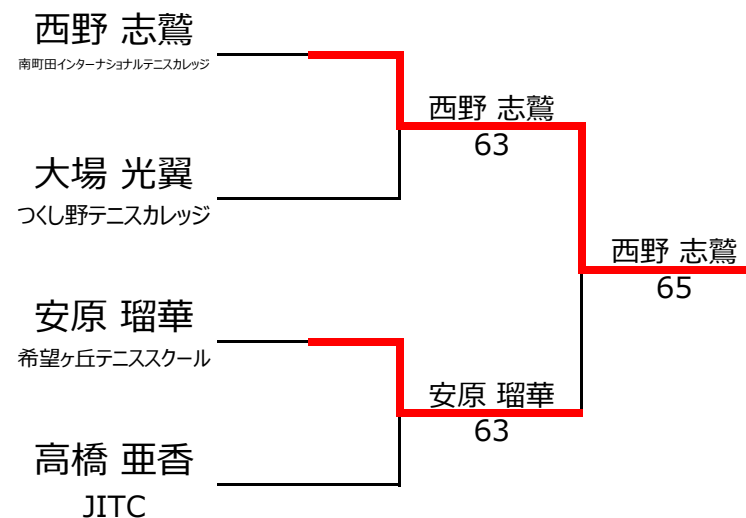 西野 志鷲
南町田インターナショナルテニスカレッジ
西野 志鷲
63
大場 光翼
つくし野テニスカレッジ
西野 志鷲
65
安原 瑠華
希望ヶ丘テニススクール
安原 瑠華
63
高橋 亜香
JITC